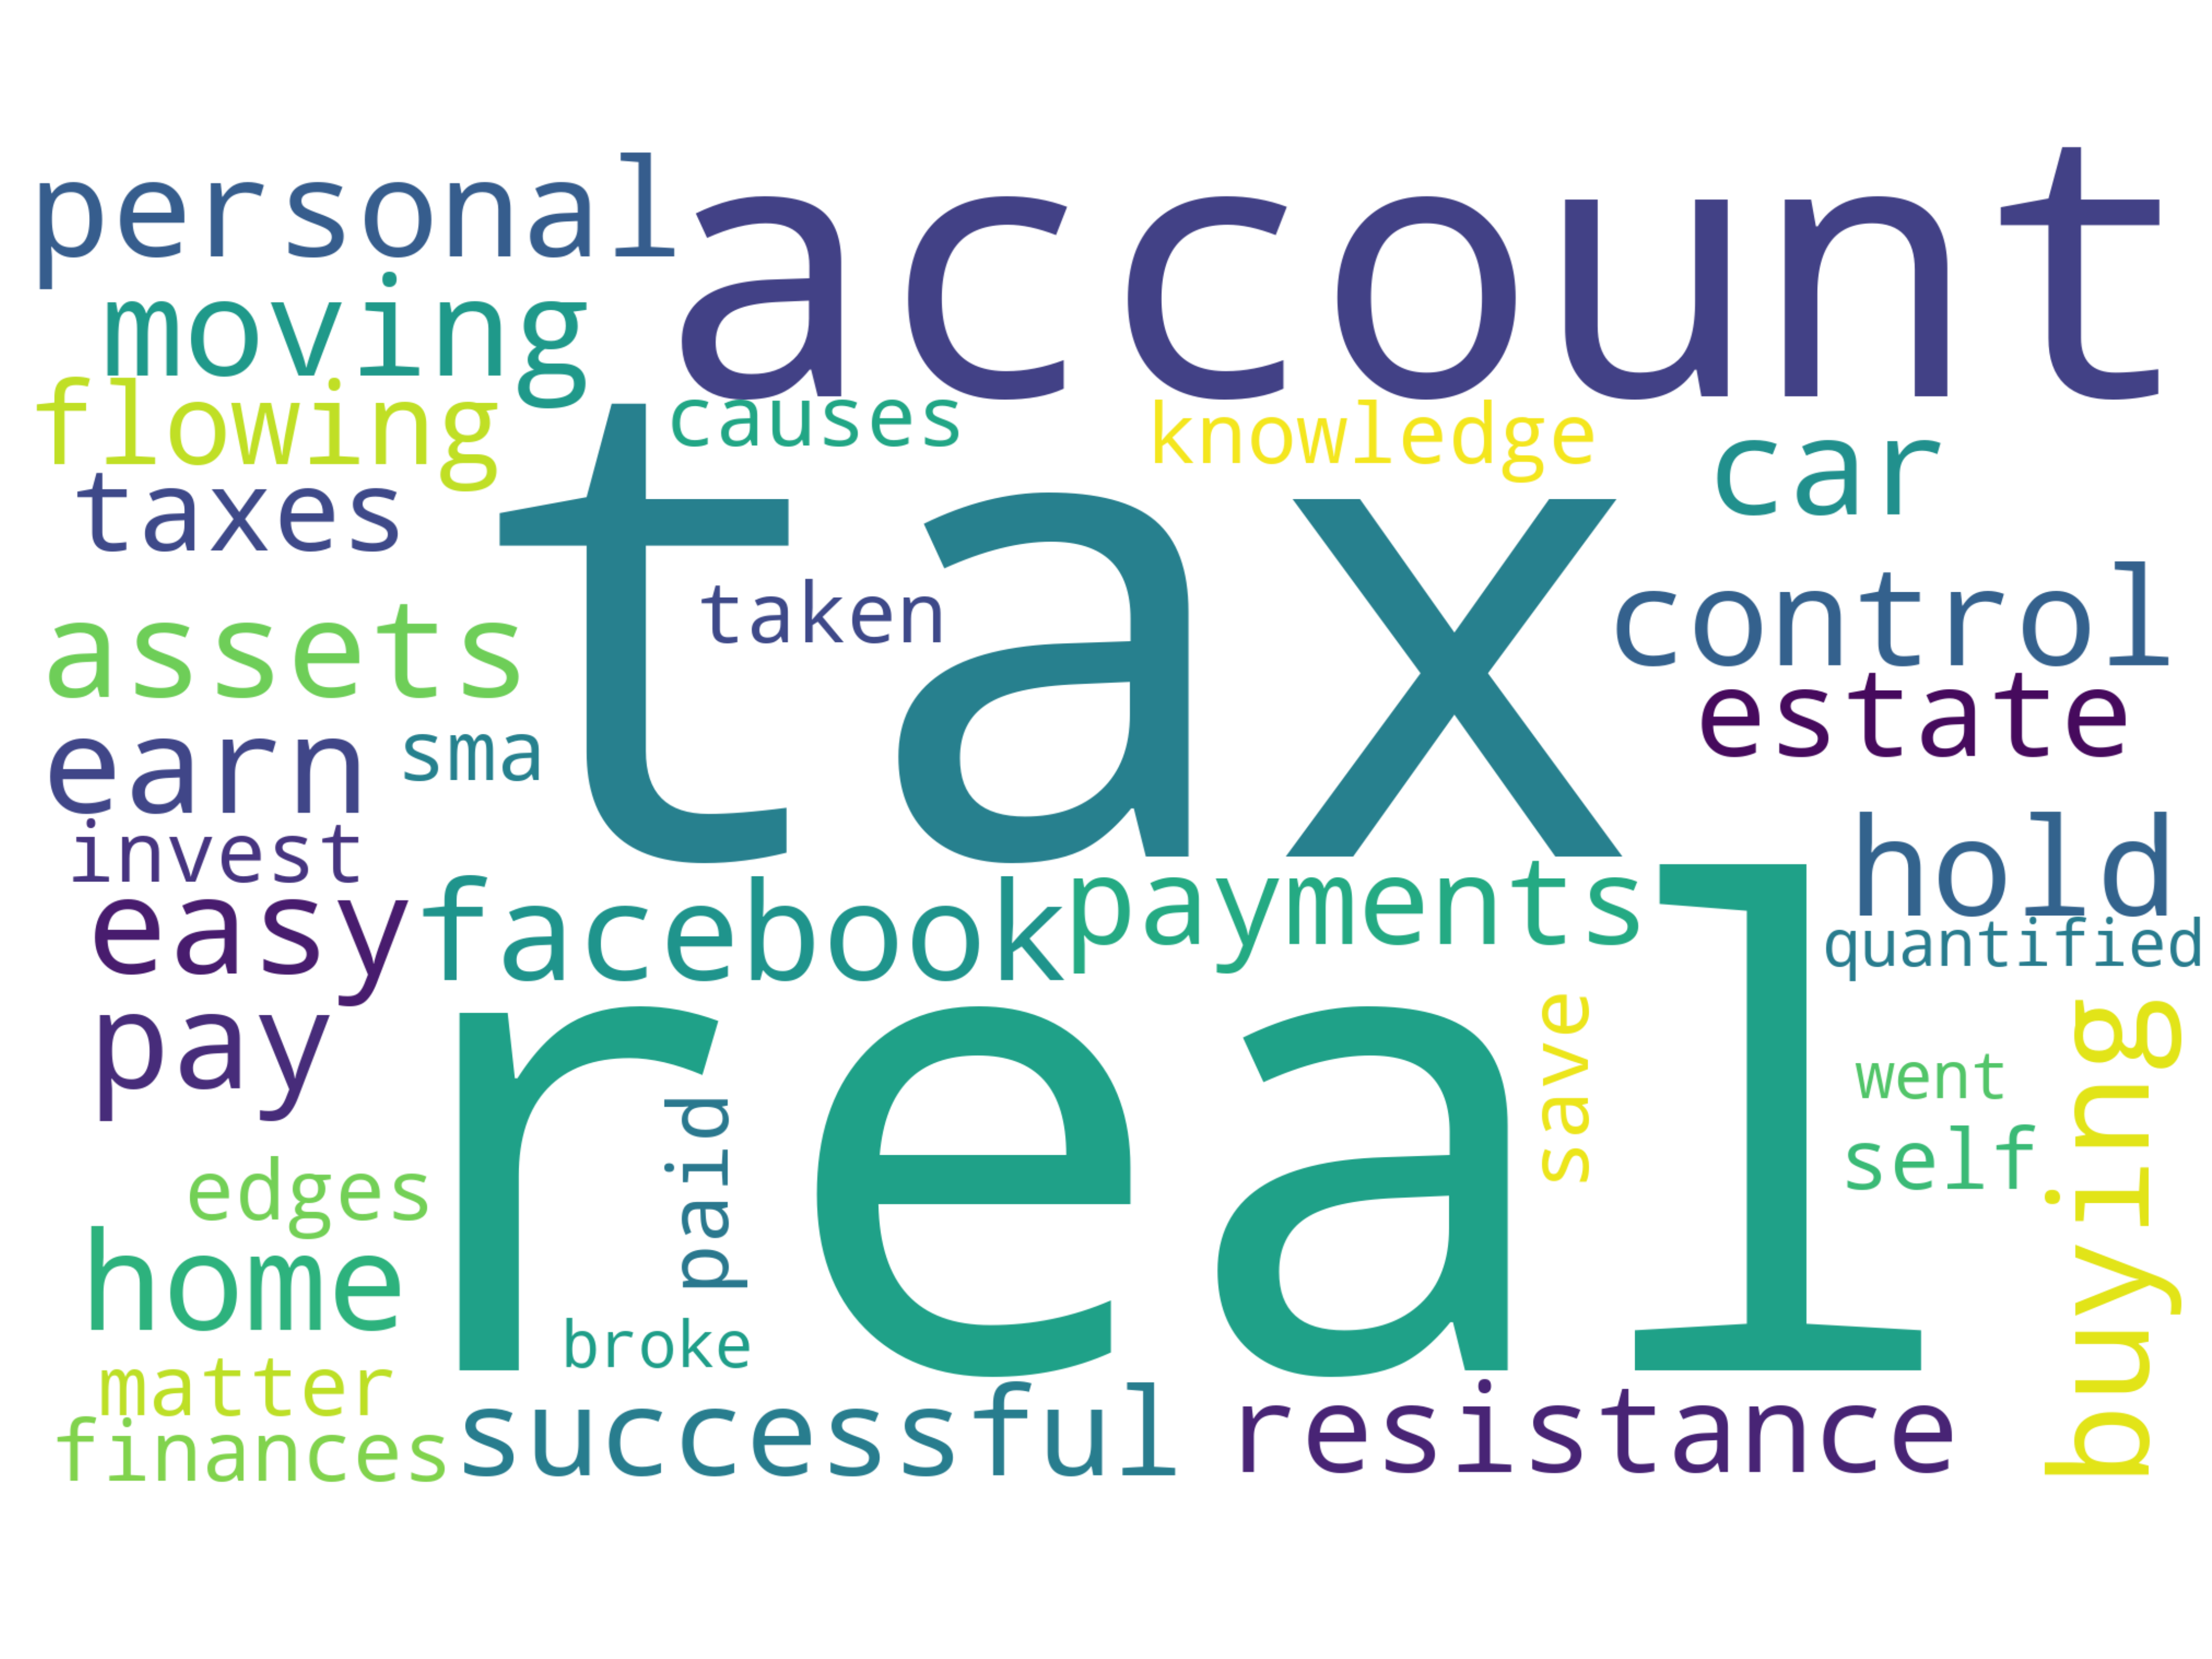 personal
account
moving
flowing
causes
knowledge
car
taxes
tax
taken
control
assets
estate
earn
sma
invest
hold
easy
facebook
payments
quantified
pay
real
save
went
buying
paid
self
edges
home
broke
matter
finances
successful
resistance